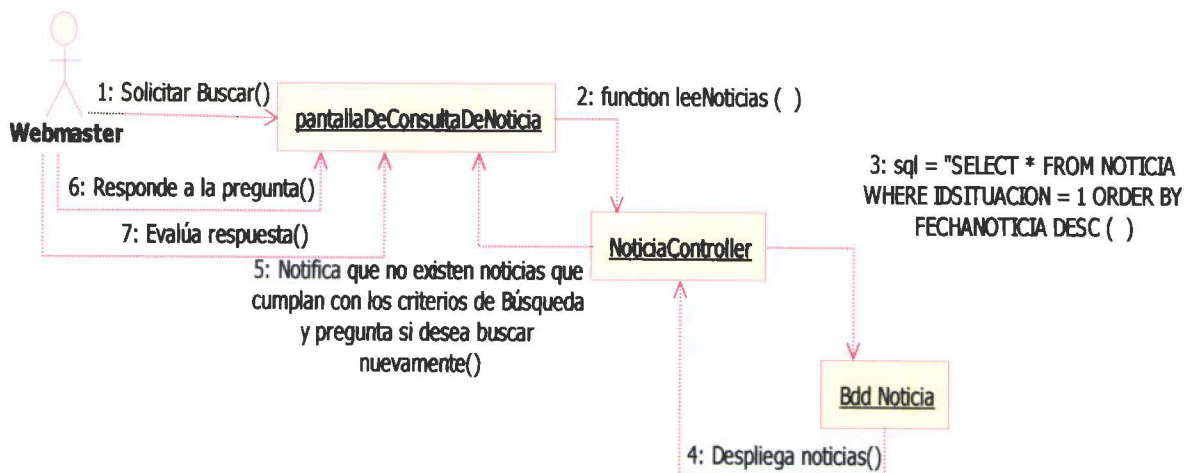 1: Solicitar Buscar()
Webmaster
pantallaDeConsultaDeNoticia
2: function leeNoticias ( )
3: sql = "SELECT * FROM NOTICIA
WHERE IDSITUACION = 1 ORDER BY
FECHANOTICIA DESC ( )
6: Responde a la pregunta()
7: Evalúa respuesta()
NoticiaController
5: Notifica que no existen noticias que
cumplan con los criterios de Búsqueda
y pregunta si desea buscar
nuevamente()
Bdd Noticia
4: Despliega noticias()